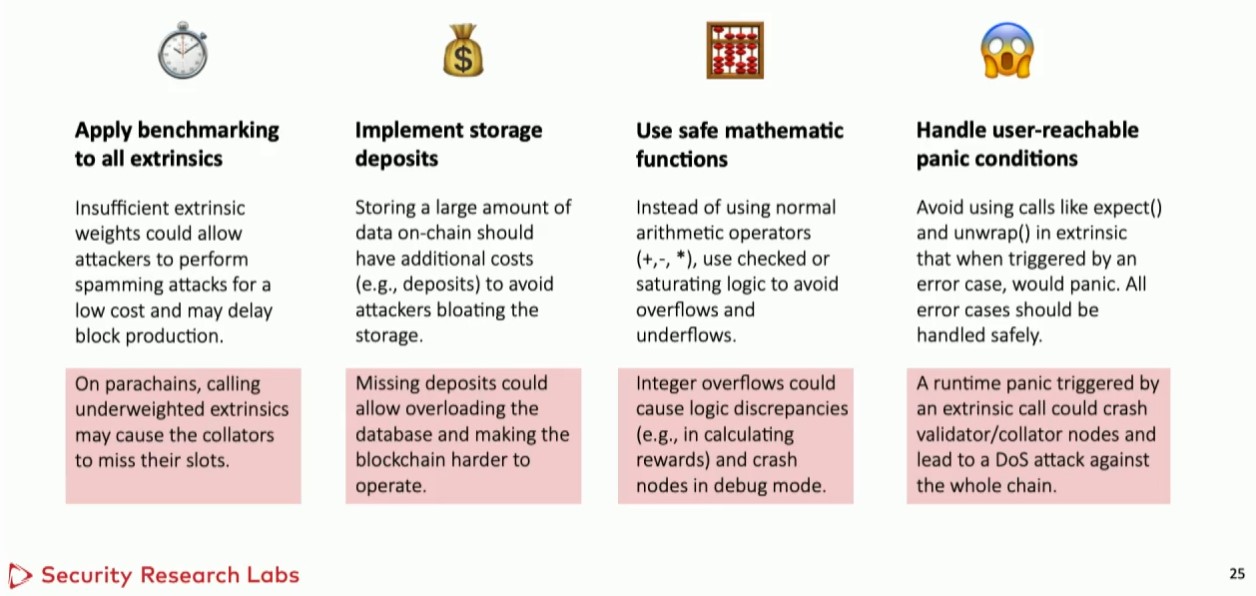 Apply benchmarking
to all extrinsics
Insufficient extrinsic
weights could allow
attackers to perform
spamming attacks for a
low cost and may delay
block production.
On parachains, calling
underweighted extrinsics
may cause the collators
to miss their slots.
$
Implement storage
deposits
Storing a large amount of
data on-chain should
have additional costs
(e.g., deposits) to avoid
attackers bloating the
storage.
Missing deposits could
allow overloading the
database and making the
blockchain harder to
operate.
Use safe mathematic
functions
Instead of using normal
arithmetic operators
(+,-, *), use checked or
saturating logic to avoid
overflows and
underflows.
Integer overflows could
cause logic discrepancies
(e.g., in calculating
rewards) and crash
nodes in debug mode.
Handle user-reachable
panic conditions
Avoid using calls like expect()
and unwrap() in extrinsic
that when triggered by an
error case, would panic. All
error cases should be
handled safely.
A runtime panic triggered by
an extrinsic call could crash
validator/collator nodes and
lead to a DoS attack against
the whole chain.
Security Research Labs
25